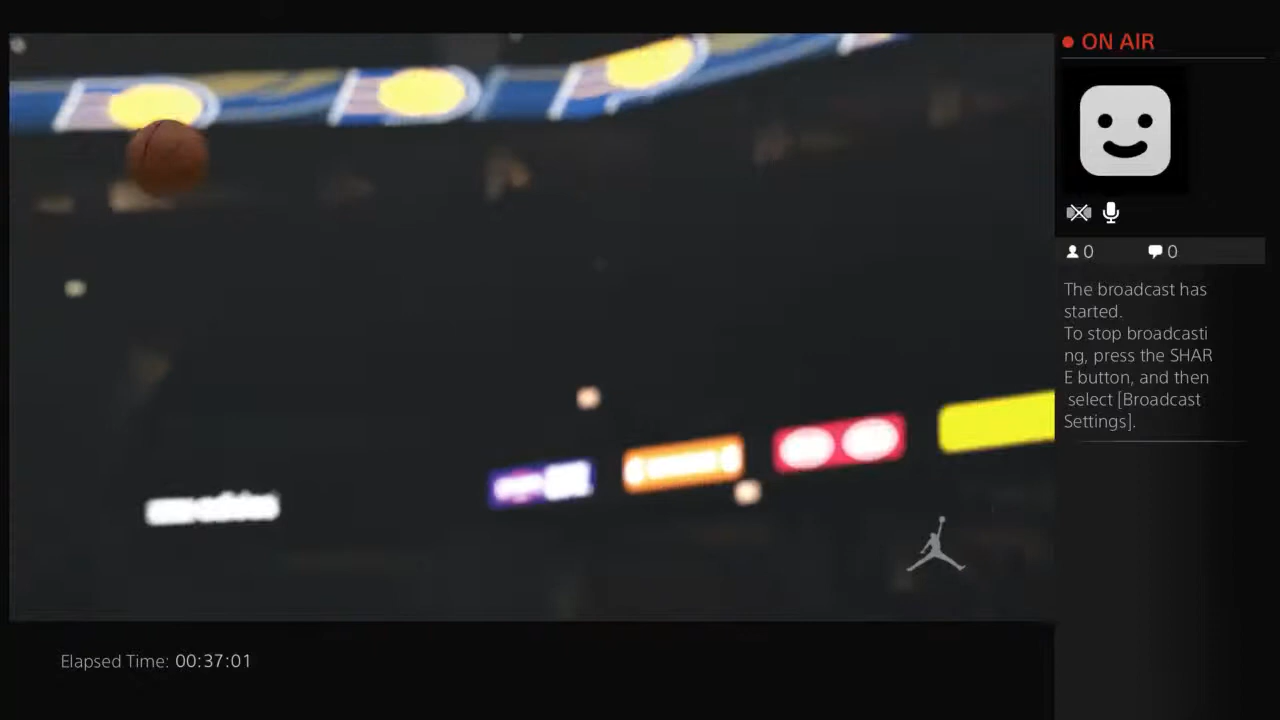 ON AIR
0 0
The broadcast has
started.
To stop broadcasti
ng, press the SHAR
E button, and then
select [Broadcast
Settings].
adidas
Elapsed Time: 00:37:01